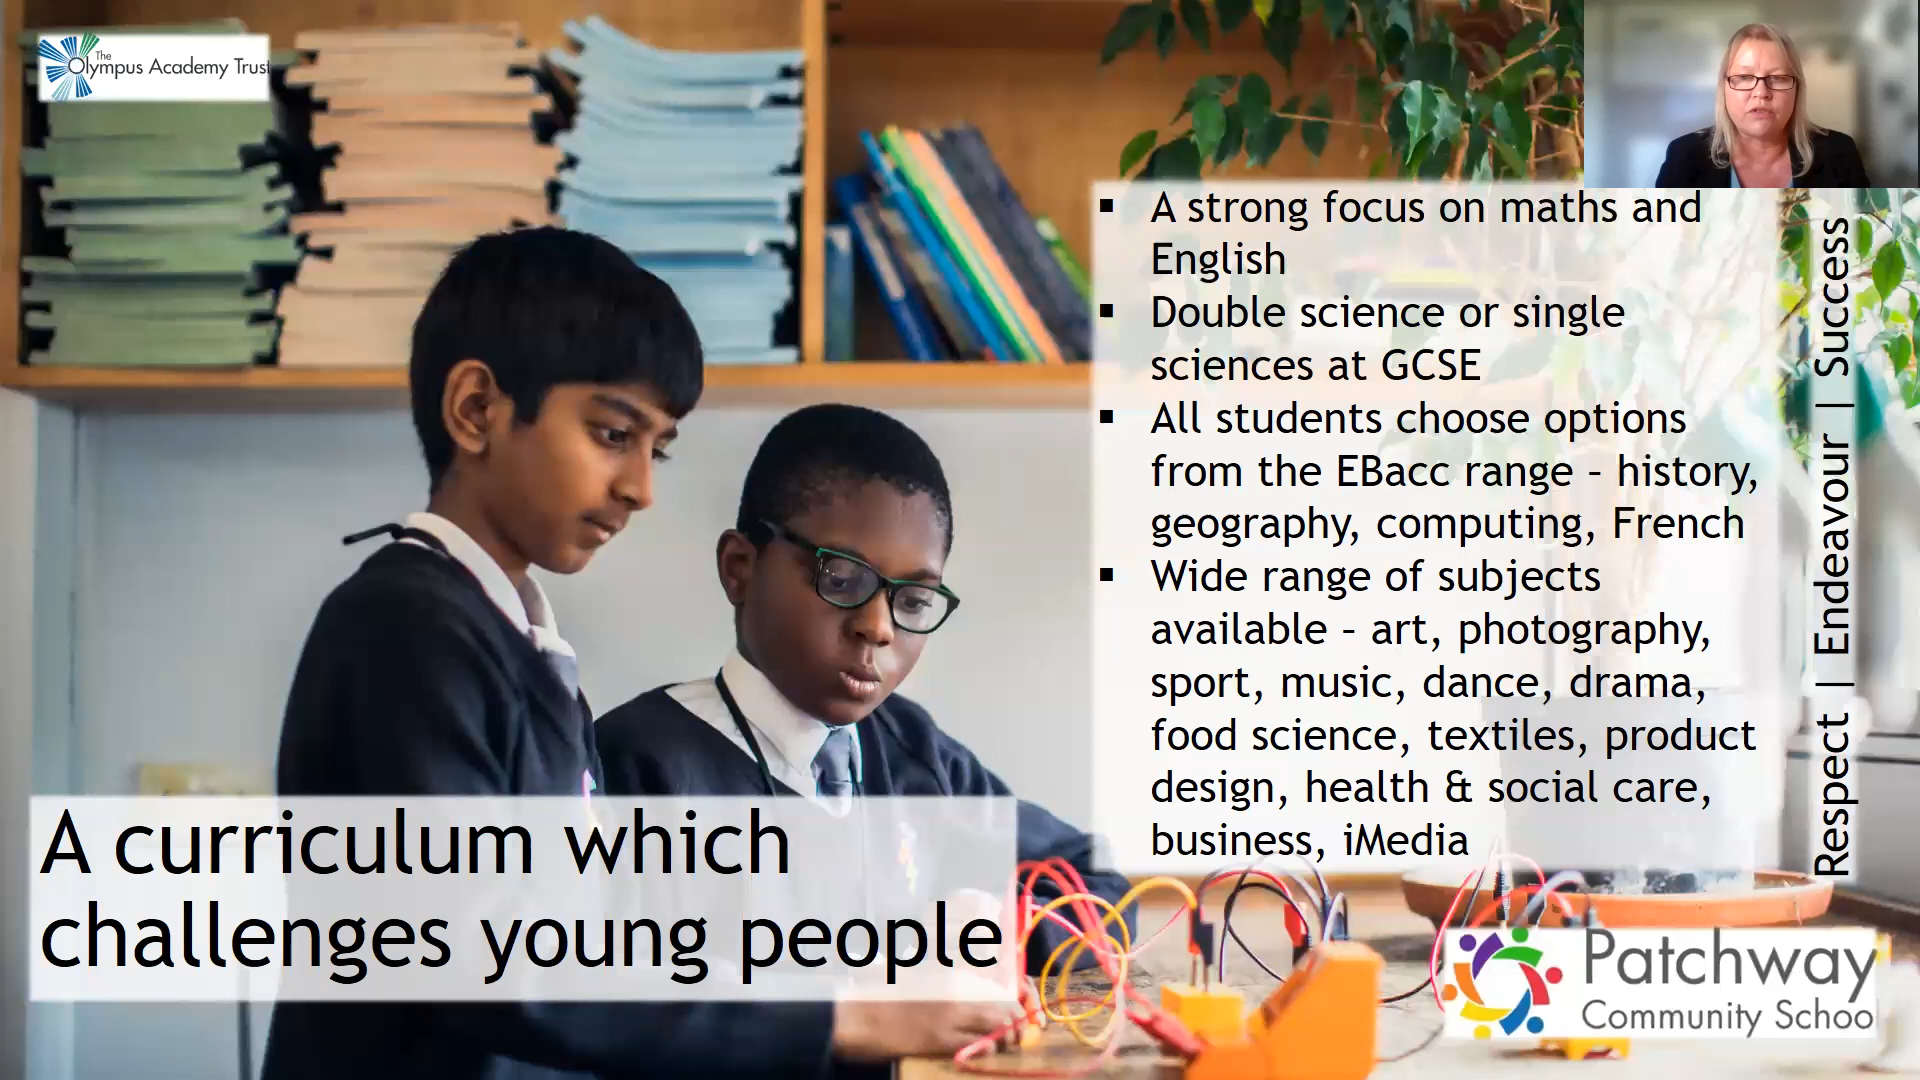 The
Olympus Academy Trust
▪ A strong focus on maths and
English
▪ Double science or single
sciences at GCSE
▪ All students choose options
from the EBacc range – history,
geography, computing, French
▪ Wide range of subjects
available – art, photography,
sport, music, dance, drama,
food science, textiles, product
design, health & social care,
business, iMedia
Respect | Endeavour | Success
A curriculum which
challenges young people
Patchway
Community School